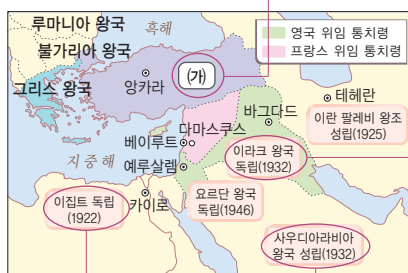 루마니아 왕국
흑해
불가리아 왕국
그리스 왕국
앙카라
(가)
영국 위임 통치령
프랑스 위임 통치령
테헤란
바그다드
이란 팔레비 왕조
성립(1925)
다마스쿠스
베이루트
지중해
예루살렘
이라크 왕국
독립(1932)
이집트 독립
(1922)
카이로
요르단 왕국
독립(1946)
사우디아라비아
왕국 성립(1932)